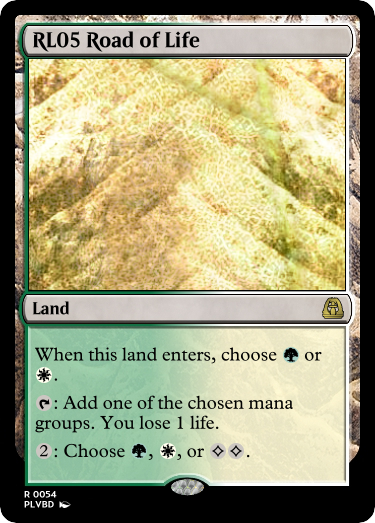 RL05 Road of Life
Land
When this land enters, choose or
.
: Add one of the chosen mana
groups. You lose 1 life.
2: Choose , , or .
R 0054
PLVBD